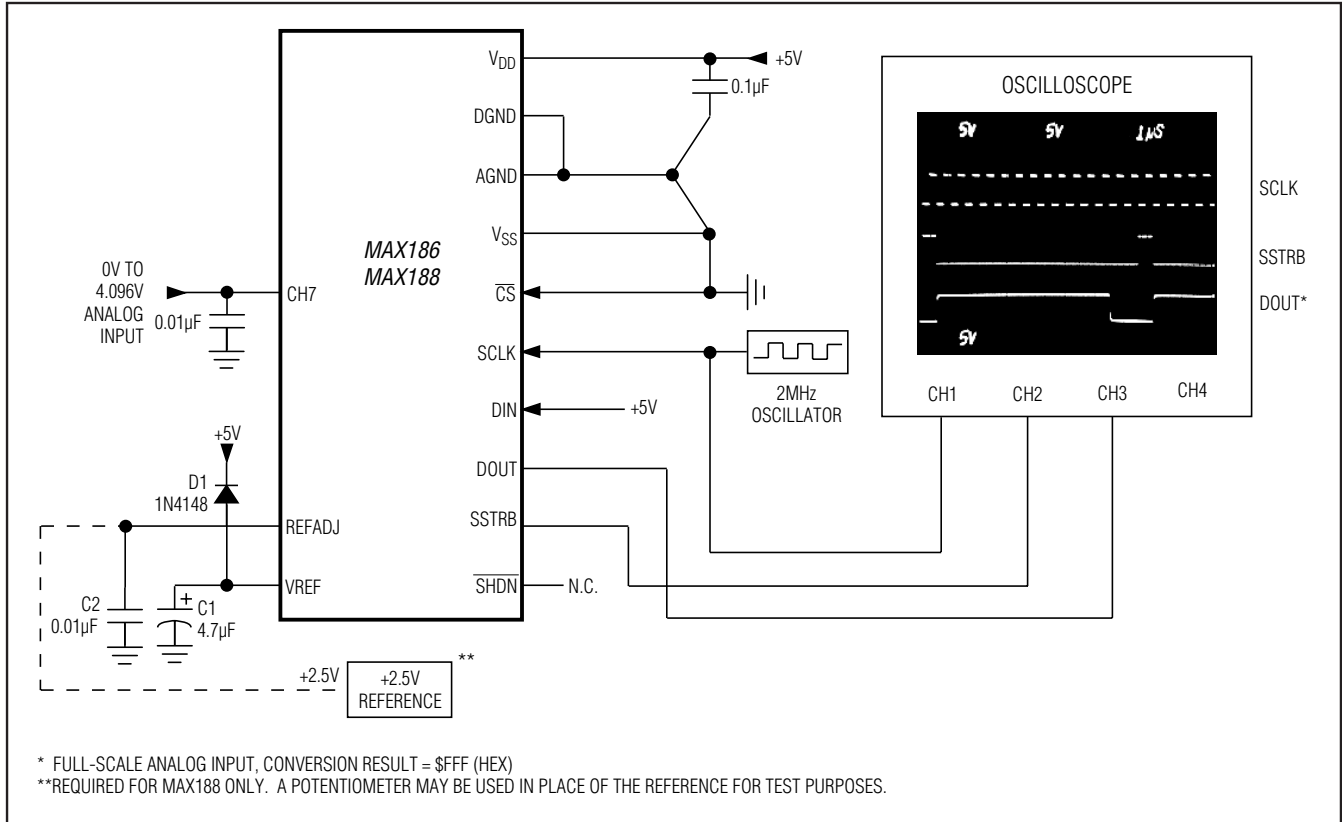 V_DD
+5V
0.1µF
DGND
AGND
V_SS
MAX186
MAX188
0V TO
4.096V
ANALOG
INPUT
CH7
0.01µF
CS
SCLK
2MHz
OSCILLATOR
DIN
+5V
DOUT
SSTRB
SHDN
N.C.
+5V
D1
1N4148
REFADJ
VREF
C2
0.01µF
+
C1
4.7µF
+2.5V
+2.5V
REFERENCE
**
OSCILLOSCOPE
5V 5V 1µS
SCLK
SSTRB
DOUT*
5V
CH1 CH2 CH3 CH4
* FULL-SCALE ANALOG INPUT, CONVERSION RESULT = $FFF (HEX)
**REQUIRED FOR MAX188 ONLY. A POTENTIOMETER MAY BE USED IN PLACE OF THE REFERENCE FOR TEST PURPOSES.